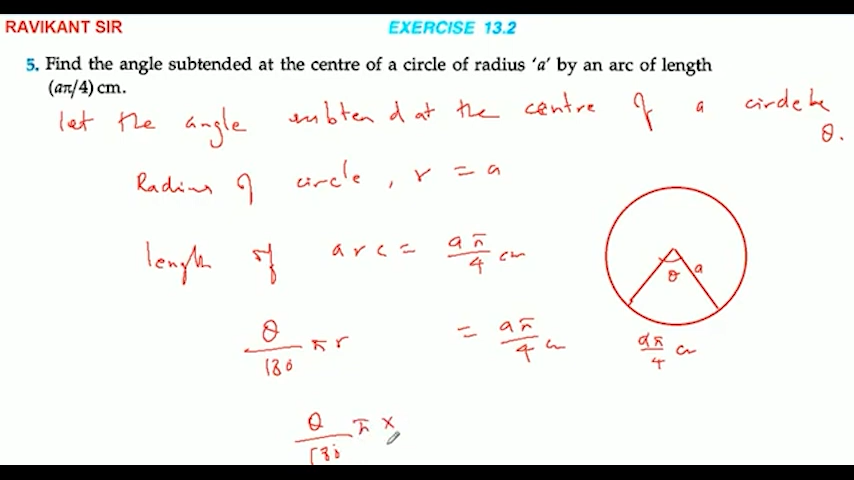 RAVIKANT SIR
EXERCISE 13.2
5. Find the angle subtended at the centre of a circle of radius ‘a’ by an arc of length
(aπ/4) cm.
let the angle subtend at the centre of a circle be
θ.
Radius of circle, r = a
length of arc = aπ/4 cm
θ a
θ/180 πr = aπ/4 cm
aπ/4 cm
θ/180 π ×